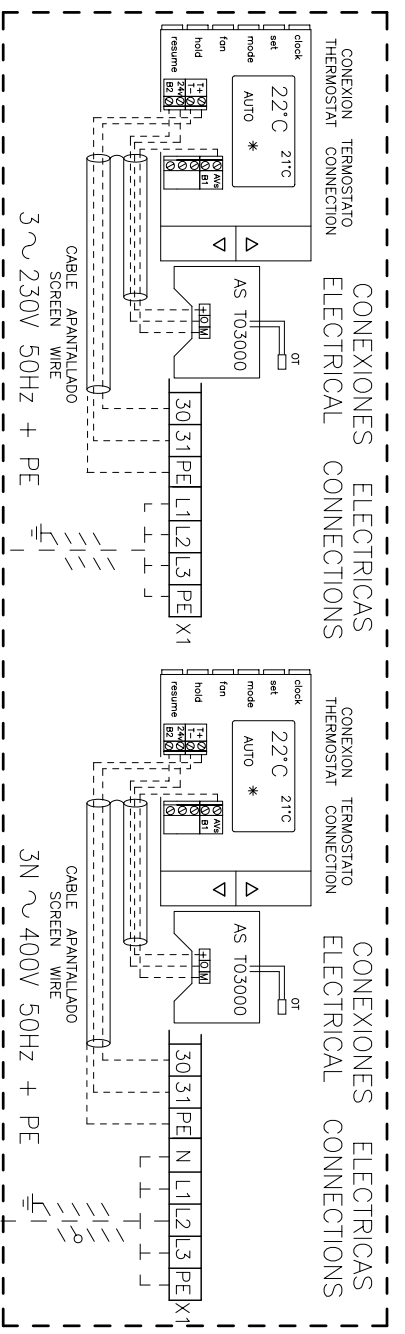 CONEXIONES ELECTRICAS
ELECTRICAL CONNECTIONS
CONEXION TERMOSTATO
THERMOSTAT CONNECTION
clock
set
mode
fan
hold
resume
22°C 21°C
AUTO *
T+
T-
24v
B2
AVs
B1
AS T03000
+ O M
OT
30 31 PE L1 L2 L3 PE X1
CABLE APANTALLADO
SCREEN WIRE
3 ~ 230V 50Hz + PE
CONEXIONES ELECTRICAS
ELECTRICAL CONNECTIONS
CONEXION TERMOSTATO
THERMOSTAT CONNECTION
clock
set
mode
fan
hold
resume
22°C 21°C
AUTO *
T+
T-
24v
B2
AVs
B1
AS T03000
+ O M
OT
30 31 PE N L1 L2 L3 PE X1
CABLE APANTALLADO
SCREEN WIRE
3N ~ 400V 50Hz + PE